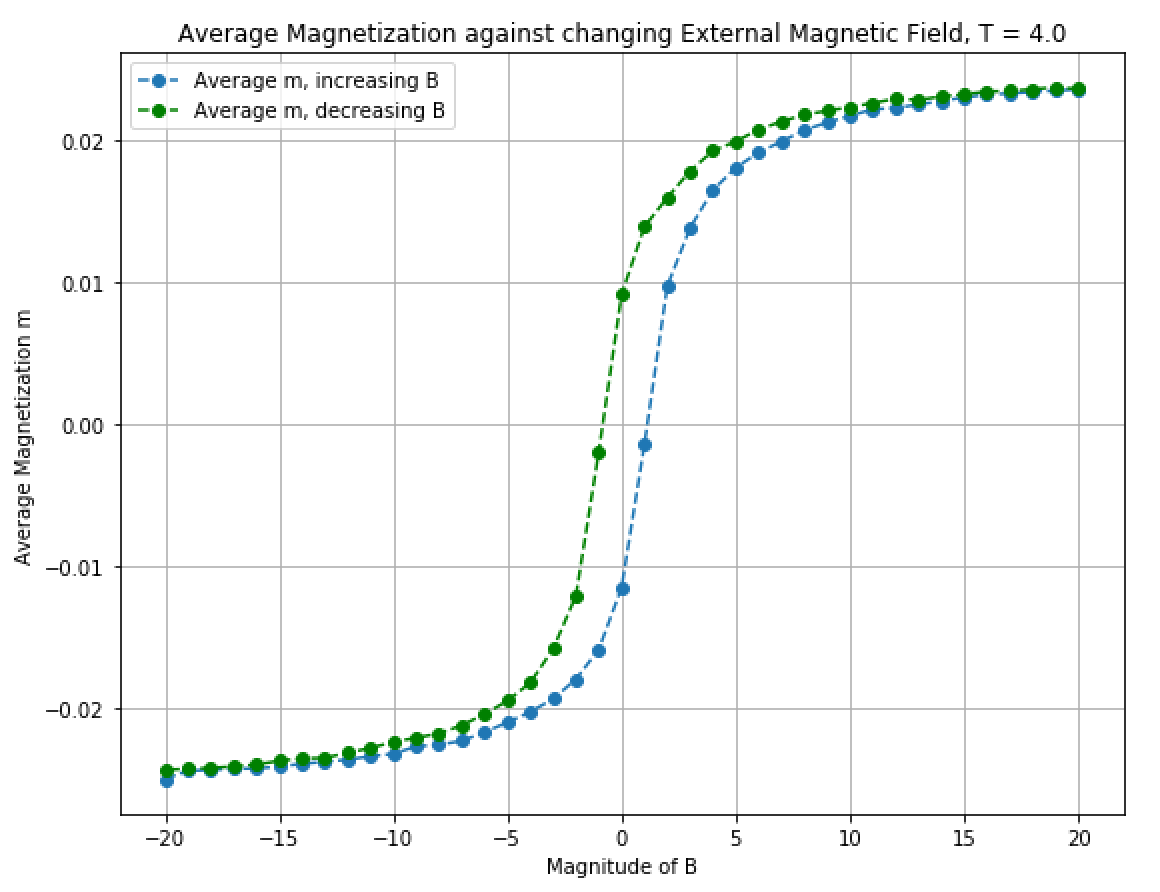 Average Magnetization against changing External Magnetic Field, T = 4.0
Average m, increasing B
Average m, decreasing B
0.02
0.01
0.00
−0.01
−0.02
Average Magnetization m
−20 −15 −10 −5 0 5 10 15 20
Magnitude of B